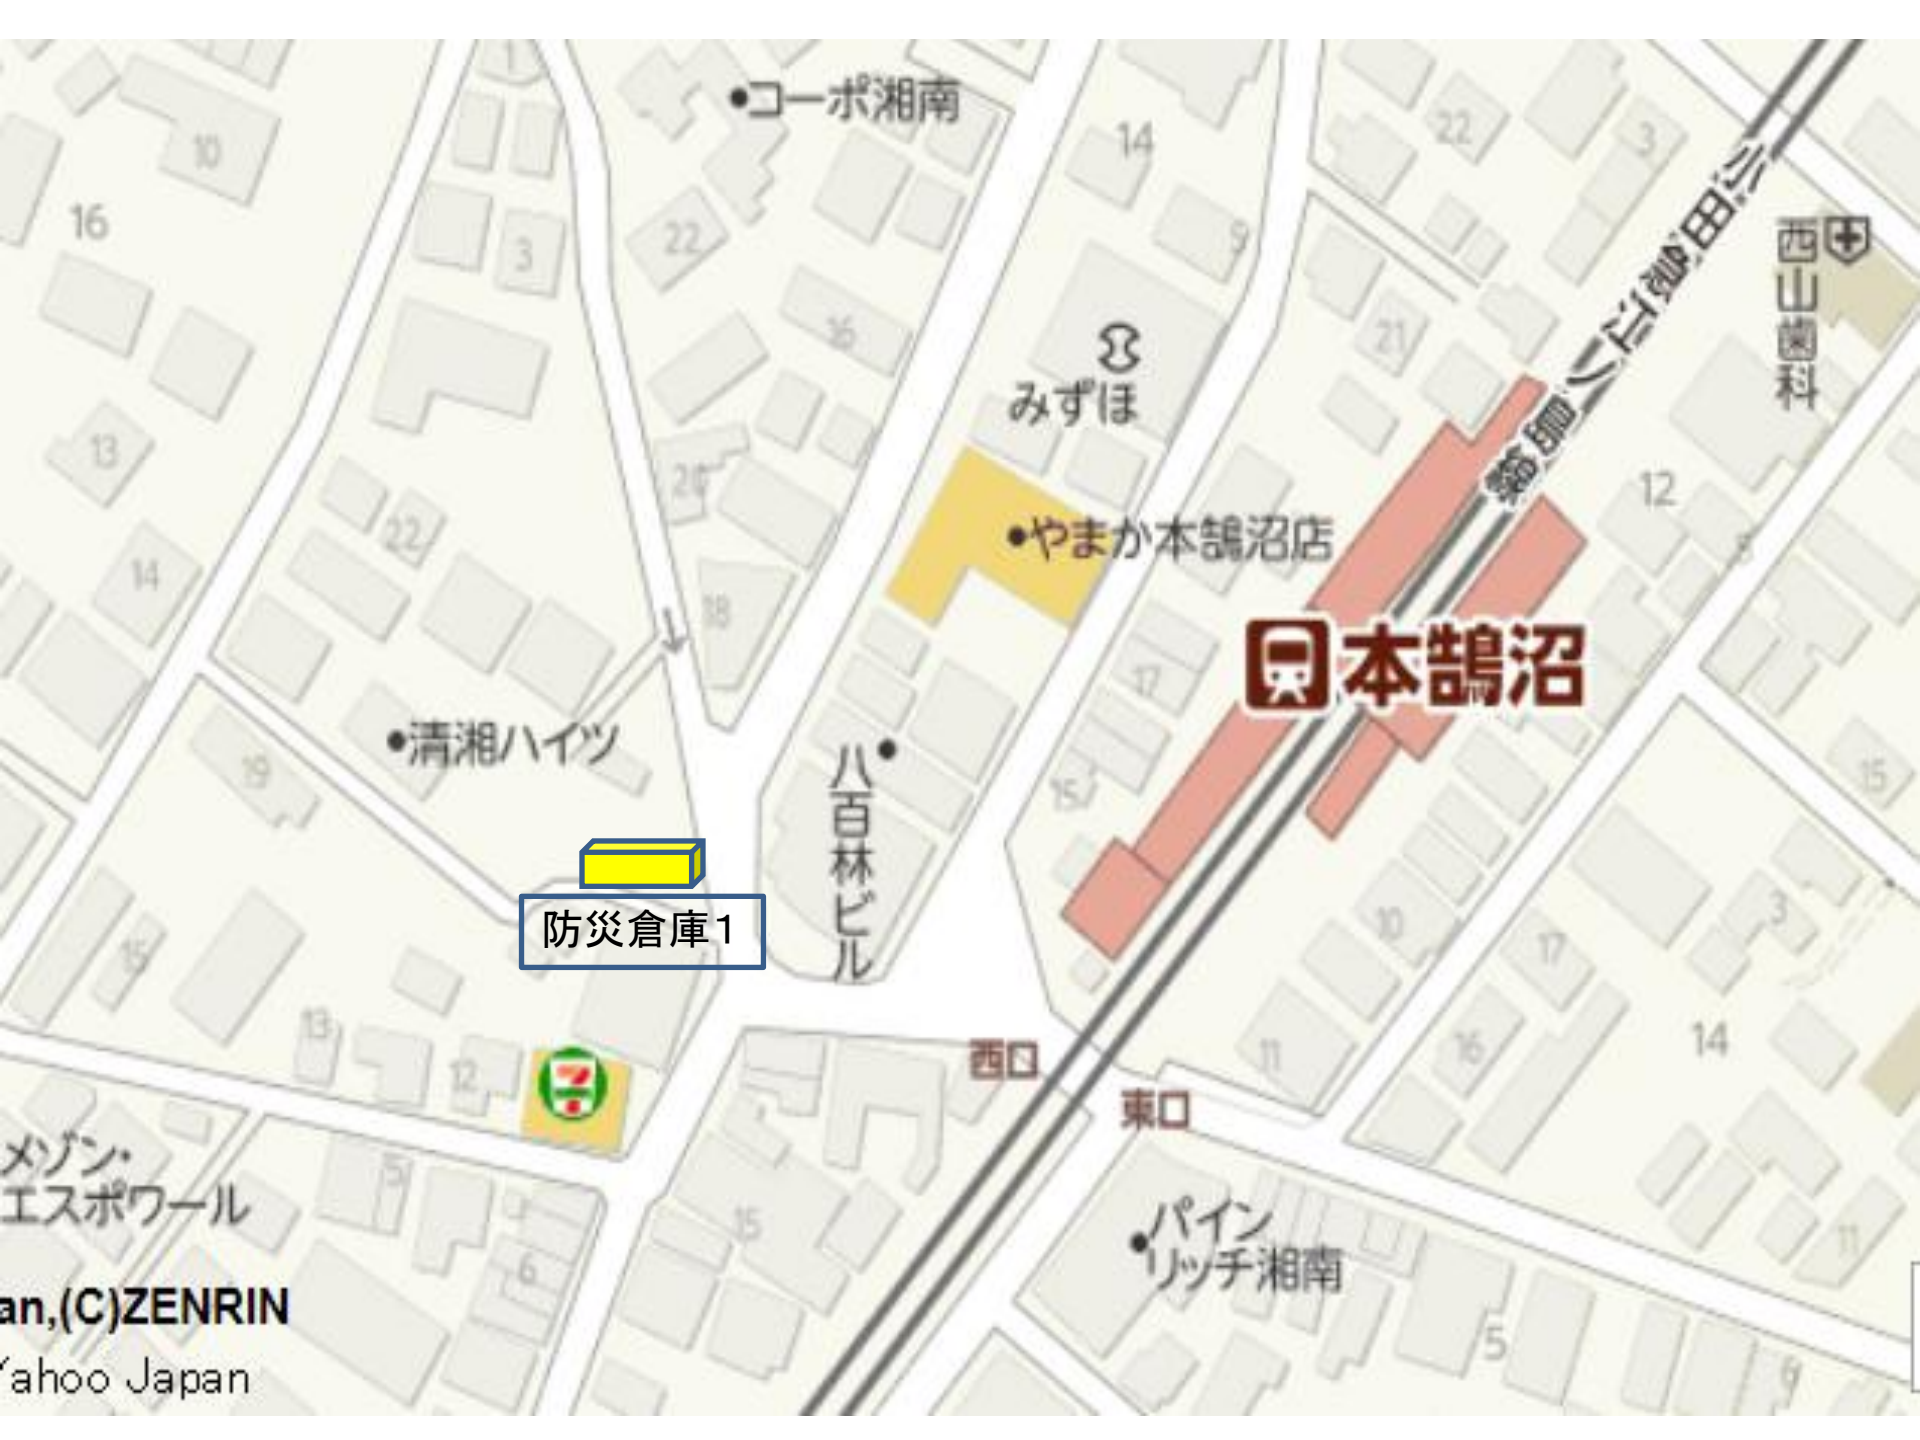 コーポ湘南
10
14
22
3
小田急江ノ島線
16
3
22
9
西山歯科
16
21
みずほ
13
20
12
22
やまか本鵠沼店
14
18
本鵠沼
17
清湘ハイツ
八百林ビル
19
15
15
防災倉庫1
15
10
17
3
13
12
西口
11
16
14
東口
メゾン・
エスポワール
5
15
パイン
リッチ湘南
11
6
5
9
an,(C)ZENRIN
Yahoo Japan